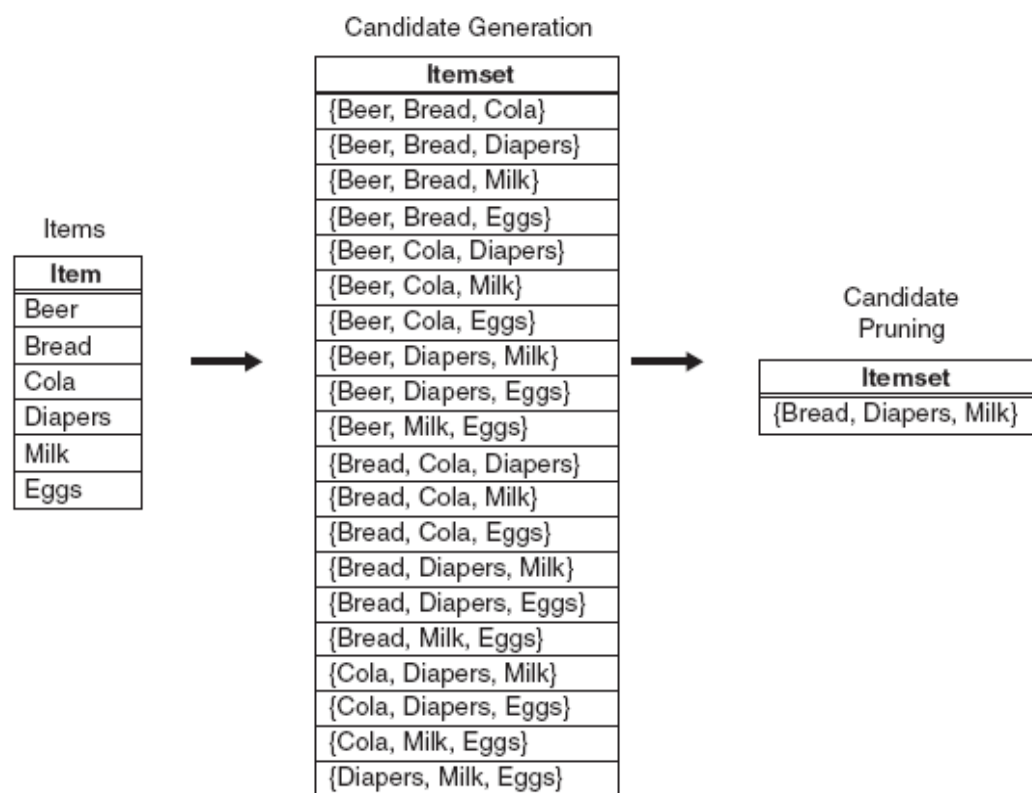 Candidate Generation
Itemset
{Beer, Bread, Cola}
{Beer, Bread, Diapers}
{Beer, Bread, Milk}
{Beer, Bread, Eggs}
{Beer, Cola, Diapers}
{Beer, Cola, Milk}
{Beer, Cola, Eggs}
{Beer, Diapers, Milk}
{Beer, Diapers, Eggs}
{Beer, Milk, Eggs}
{Bread, Cola, Diapers}
{Bread, Cola, Milk}
{Bread, Cola, Eggs}
{Bread, Diapers, Milk}
{Bread, Diapers, Eggs}
{Bread, Milk, Eggs}
{Cola, Diapers, Milk}
{Cola, Diapers, Eggs}
{Cola, Milk, Eggs}
{Diapers, Milk, Eggs}
Items
Item
Beer
Bread
Cola
Diapers
Milk
Eggs
Candidate
Pruning
Itemset
{Bread, Diapers, Milk}